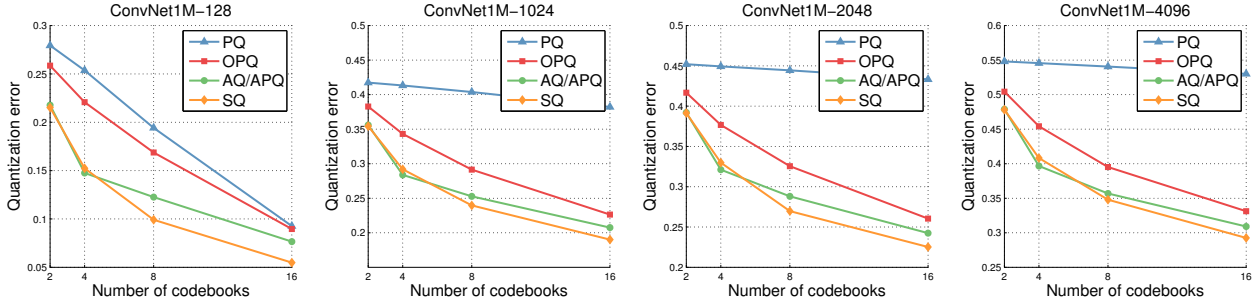 ConvNet1M−128
Quantization error
0.3
0.25
0.2
0.15
0.1
0.05
PQ
OPQ
AQ/APQ
SQ
2 4 8 16
Number of codebooks
ConvNet1M−1024
Quantization error
0.5
0.4
0.35
0.3
0.25
0.2
PQ
OPQ
AQ/APQ
SQ
2 4 8 16
Number of codebooks
ConvNet1M−2048
Quantization error
0.5
0.45
0.4
0.35
0.3
0.25
0.2
PQ
OPQ
AQ/APQ
SQ
2 4 8 16
Number of codebooks
ConvNet1M−4096
Quantization error
0.6
0.55
0.5
0.45
0.4
0.35
0.3
0.25
PQ
OPQ
AQ/APQ
SQ
2 4 8 16
Number of codebooks